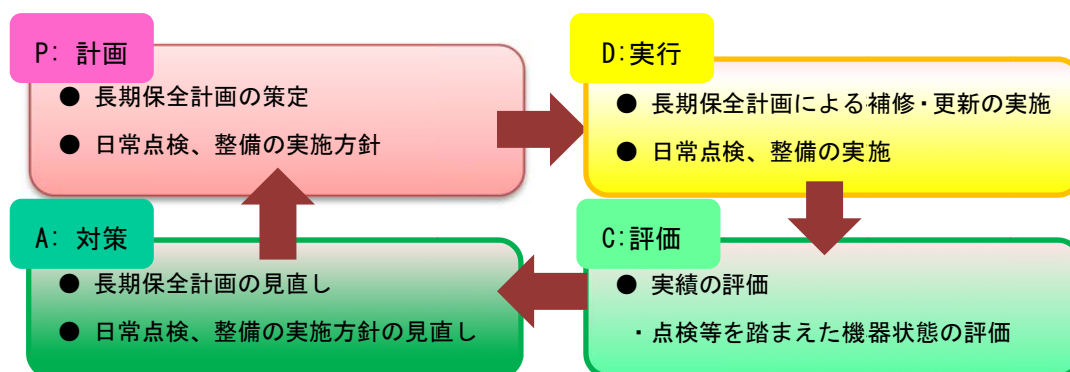 P: 計画
● 長期保全計画の策定
● 日常点検、整備の実施方針
D:実行
● 長期保全計画による補修・更新の実施
● 日常点検、整備の実施
C:評価
● 実績の評価
・点検等を踏まえた機器状態の評価
A: 対策
● 長期保全計画の見直し
● 日常点検、整備の実施方針の見直し